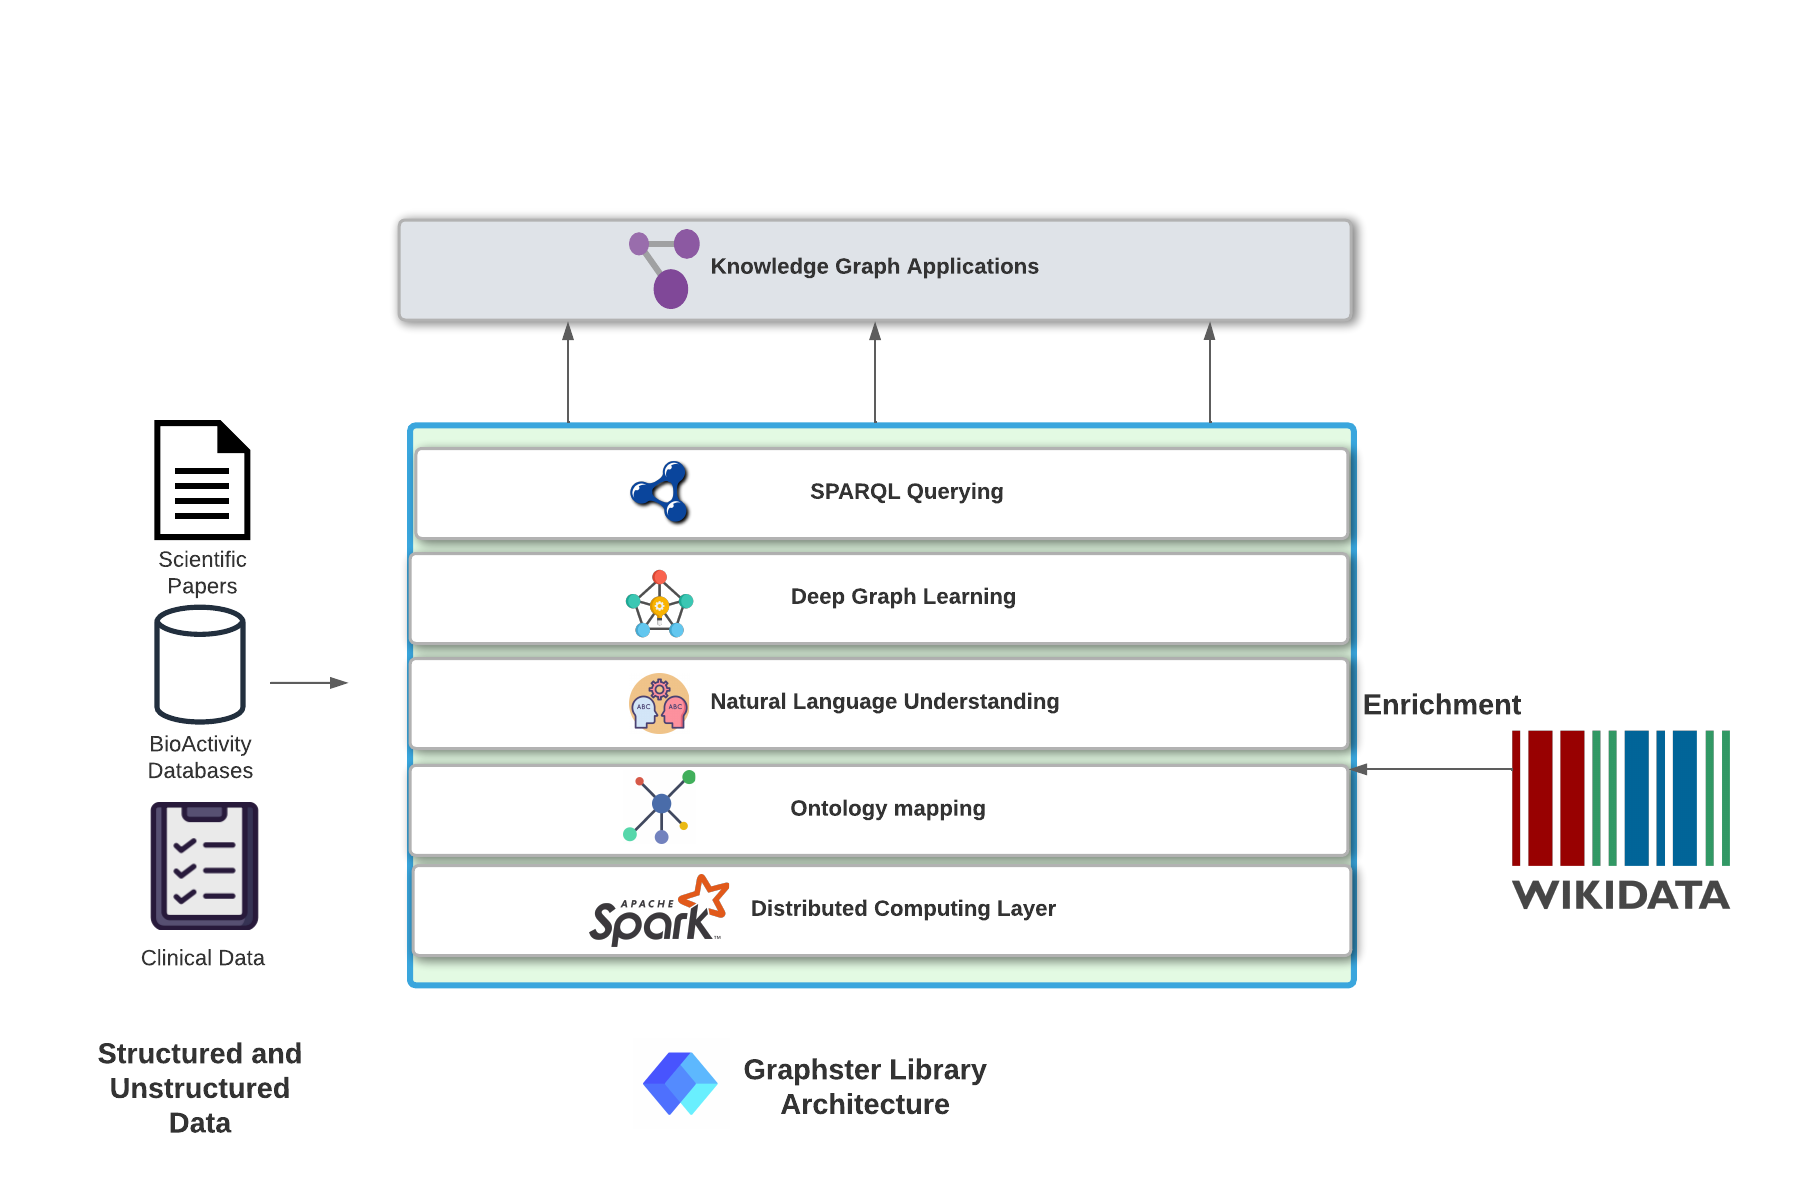 Knowledge Graph Applications
SPARQL Querying
Deep Graph Learning
ABC ABC
Natural Language Understanding
Ontology mapping
APACHE
Spark™
Distributed Computing Layer
Scientific
Papers
BioActivity
Databases
Clinical Data
Structured and
Unstructured
Data
Enrichment
WIKIDATA
Graphster Library
Architecture